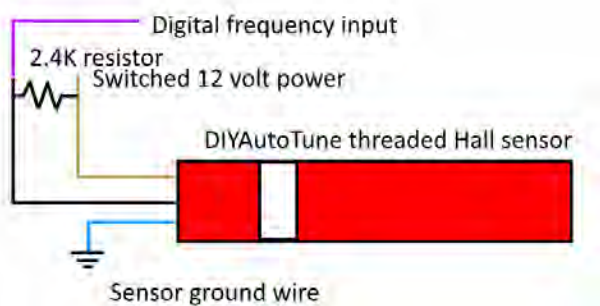 Digital frequency input
2.4K resistor
Switched 12 volt power
DIYAutoTune threaded Hall sensor
Sensor ground wire